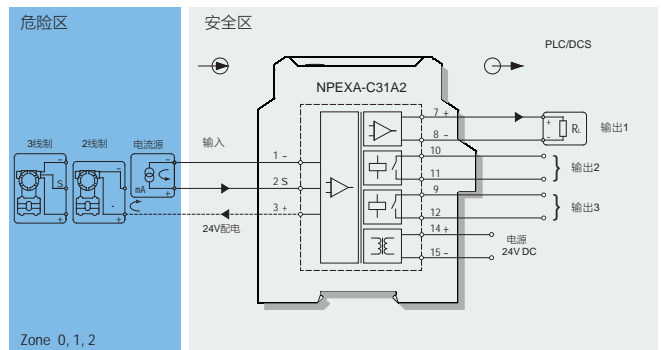 危险区
安全区
PLC/DCS
NPEXA-C31A2
3线制
2线制
电流源
输入
mA
S
1 −
2 S
3 +
24V配电
7 +
8 −
10
11
9
12
14 +
15 −
RL
输出1
输出2
输出3
电源
24V DC
Zone 0, 1, 2